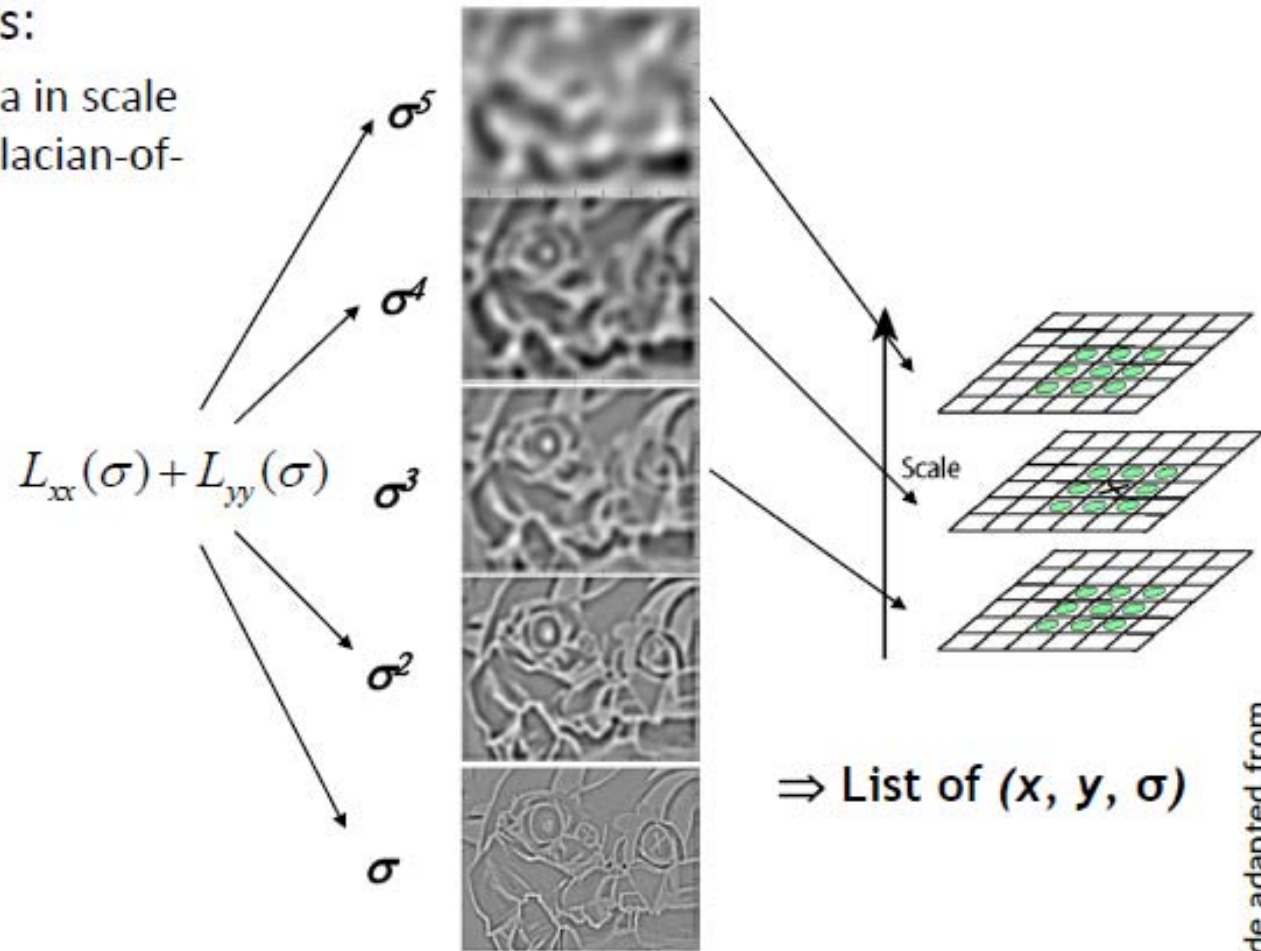 s:
a in scale
lacian-of-
σ⁵
σ⁴
L_xx(σ) + L_yy(σ)
σ³
Scale
σ²
⇒ List of (x, y, σ)
σ
de adapted from